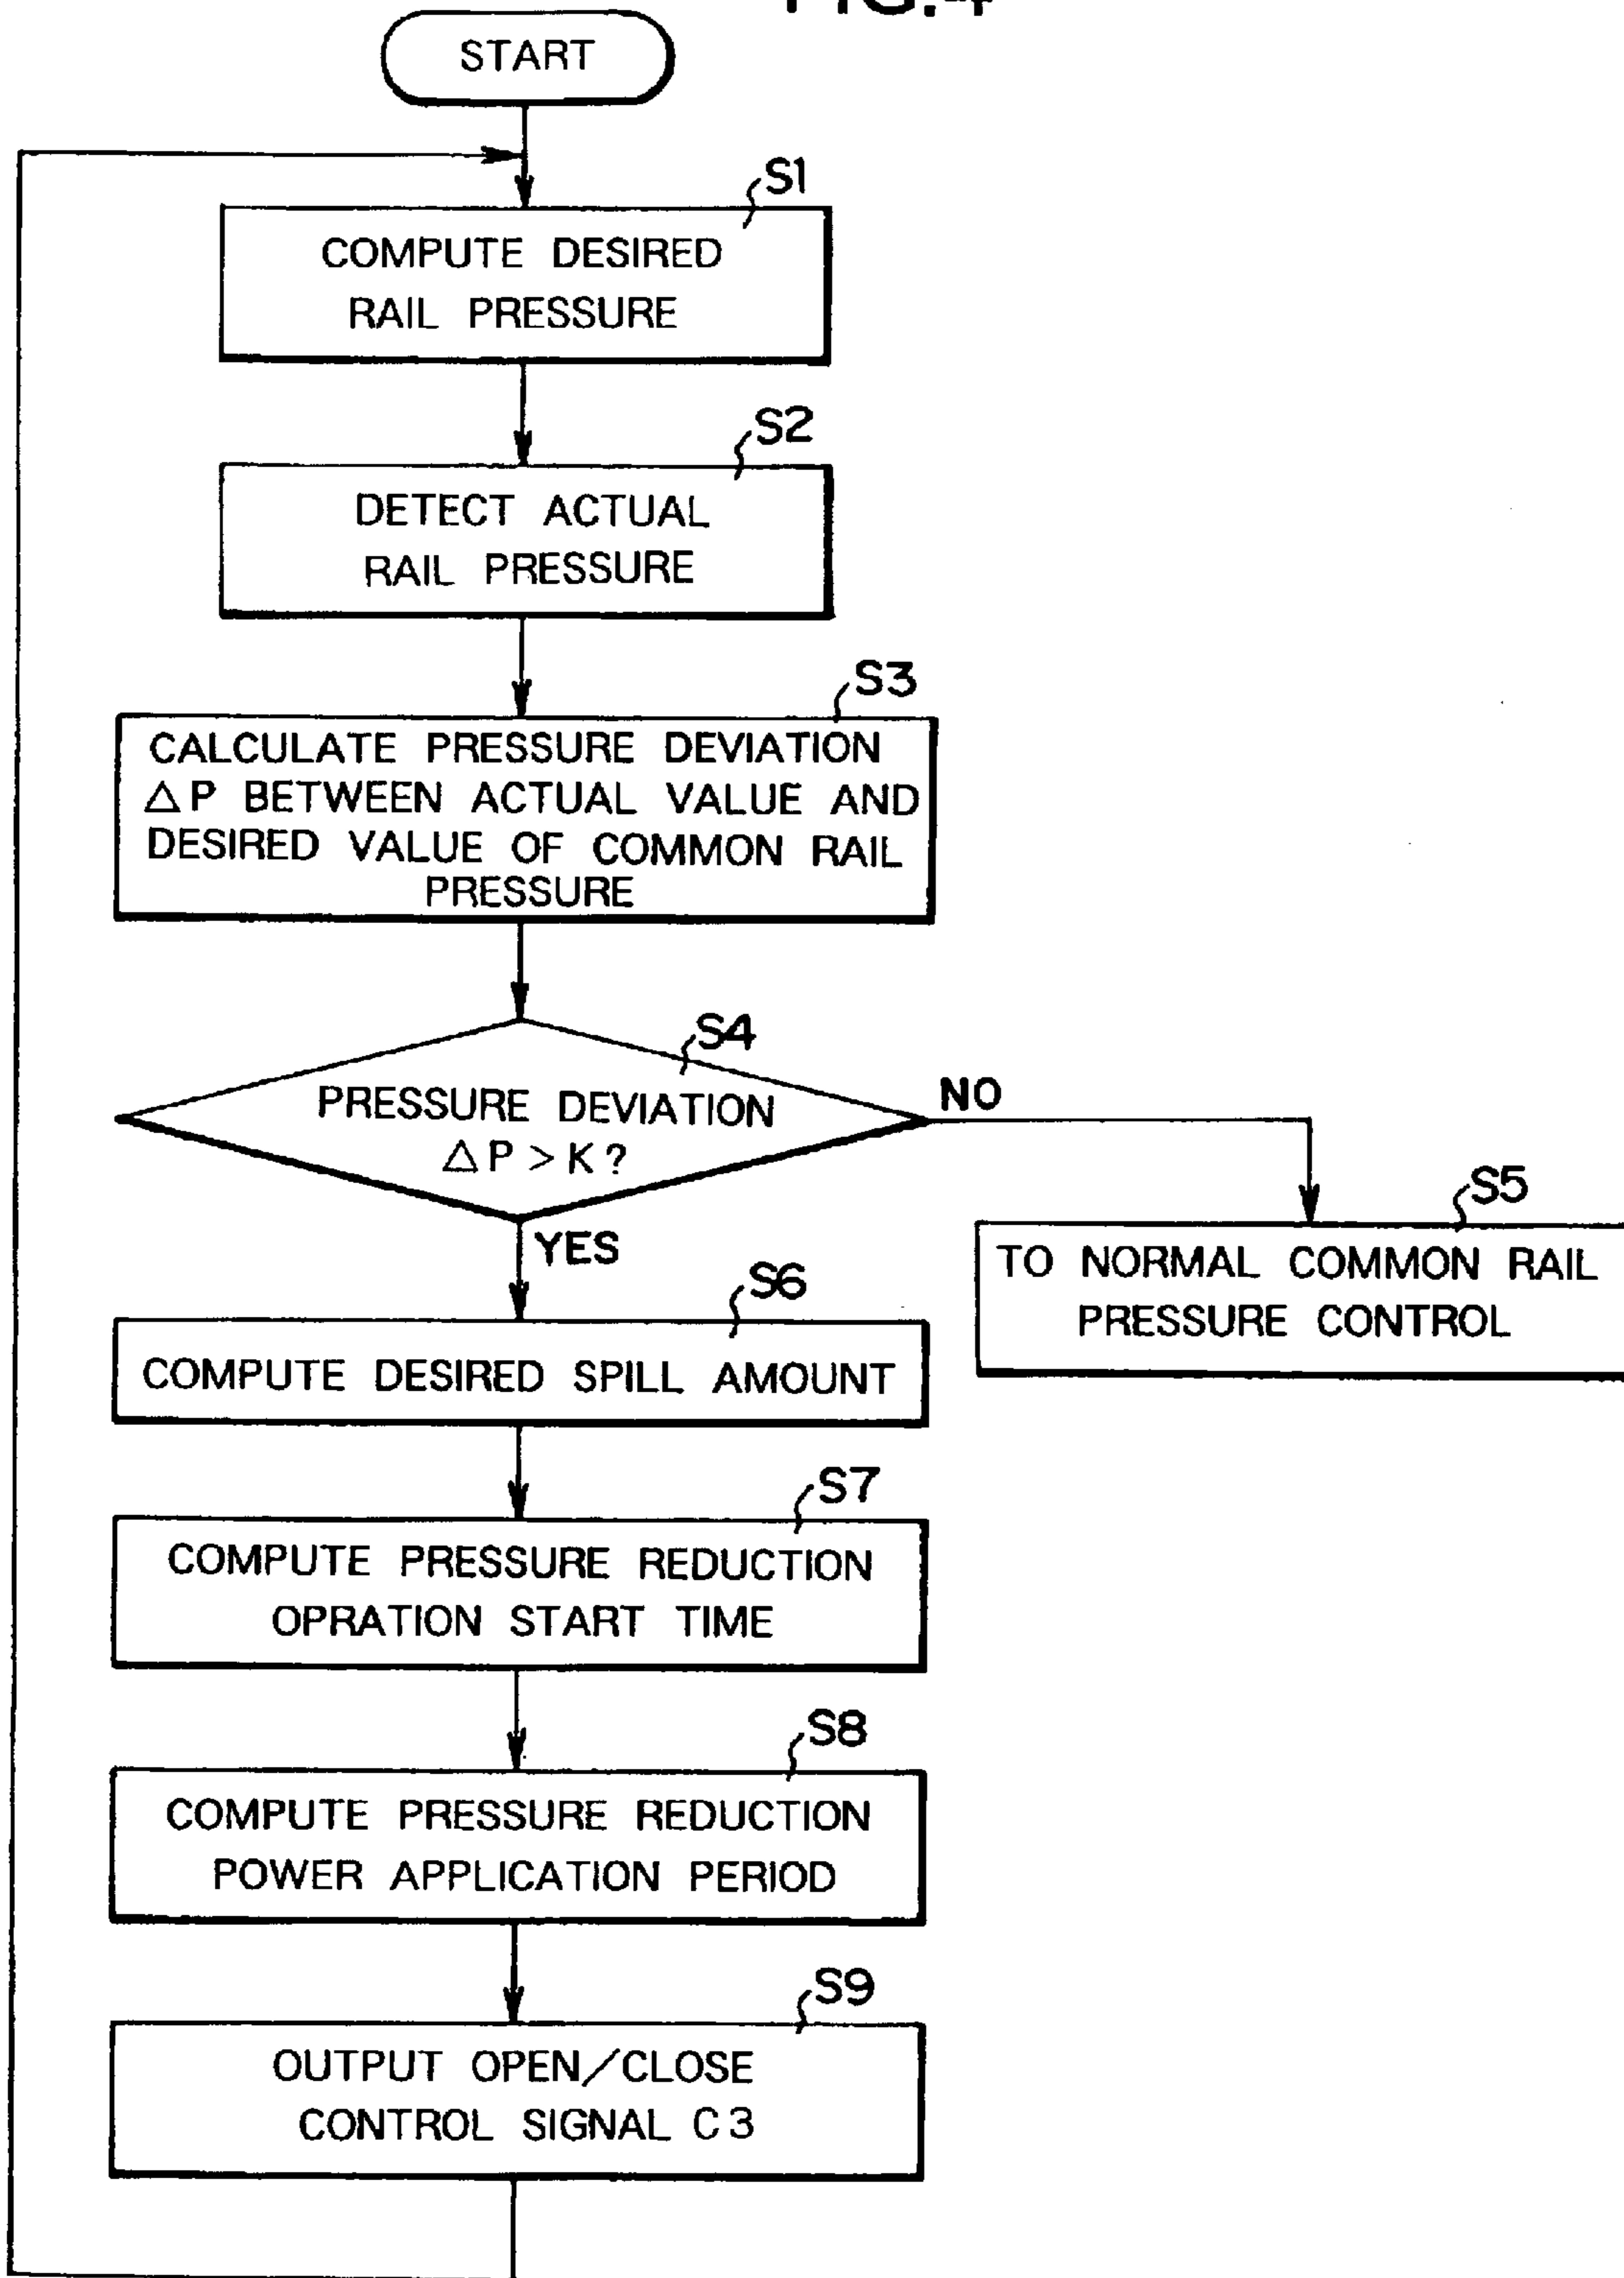 FIG.4
START
S1
COMPUTE DESIRED
RAIL PRESSURE
S2
DETECT ACTUAL
RAIL PRESSURE
S3
CALCULATE PRESSURE DEVIATION
△P BETWEEN ACTUAL VALUE AND
DESIRED VALUE OF COMMON RAIL
PRESSURE
S4
PRESSURE DEVIATION
△P > K ?
NO
YES
S5
TO NORMAL COMMON RAIL
PRESSURE CONTROL
S6
COMPUTE DESIRED SPILL AMOUNT
S7
COMPUTE PRESSURE REDUCTION
OPRATION START TIME
S8
COMPUTE PRESSURE REDUCTION
POWER APPLICATION PERIOD
S9
OUTPUT OPEN/CLOSE
CONTROL SIGNAL C3